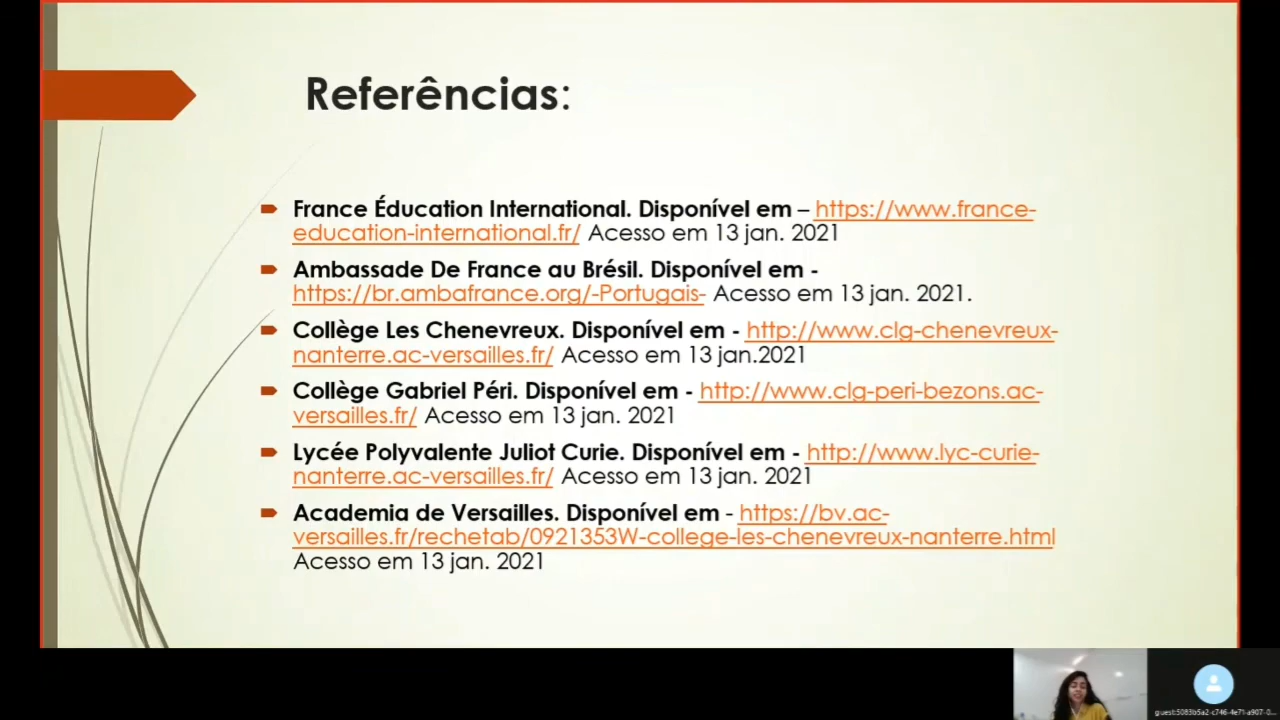 Referências:
France Éducation International. Disponível em – https://www.france-
education-international.fr/ Acesso em 13 jan. 2021
Ambassade De France au Brésil. Disponível em -
https://br.ambafrance.org/-Portugais- Acesso em 13 jan. 2021.
Collège Les Chenevreux. Disponível em - http://www.clg-chenevreux-
nanterre.ac-versailles.fr/ Acesso em 13 jan.2021
Collège Gabriel Péri. Disponível em - http://www.clg-peri-bezons.ac-
versailles.fr/ Acesso em 13 jan. 2021
Lycée Polyvalente Juliot Curie. Disponível em - http://www.lyc-curie-
nanterre.ac-versailles.fr/ Acesso em 13 jan. 2021
Academia de Versailles. Disponível em - https://bv.ac-
versailles.fr/rechetab/0921353W-college-les-chenevreux-nanterre.html
Acesso em 13 jan. 2021